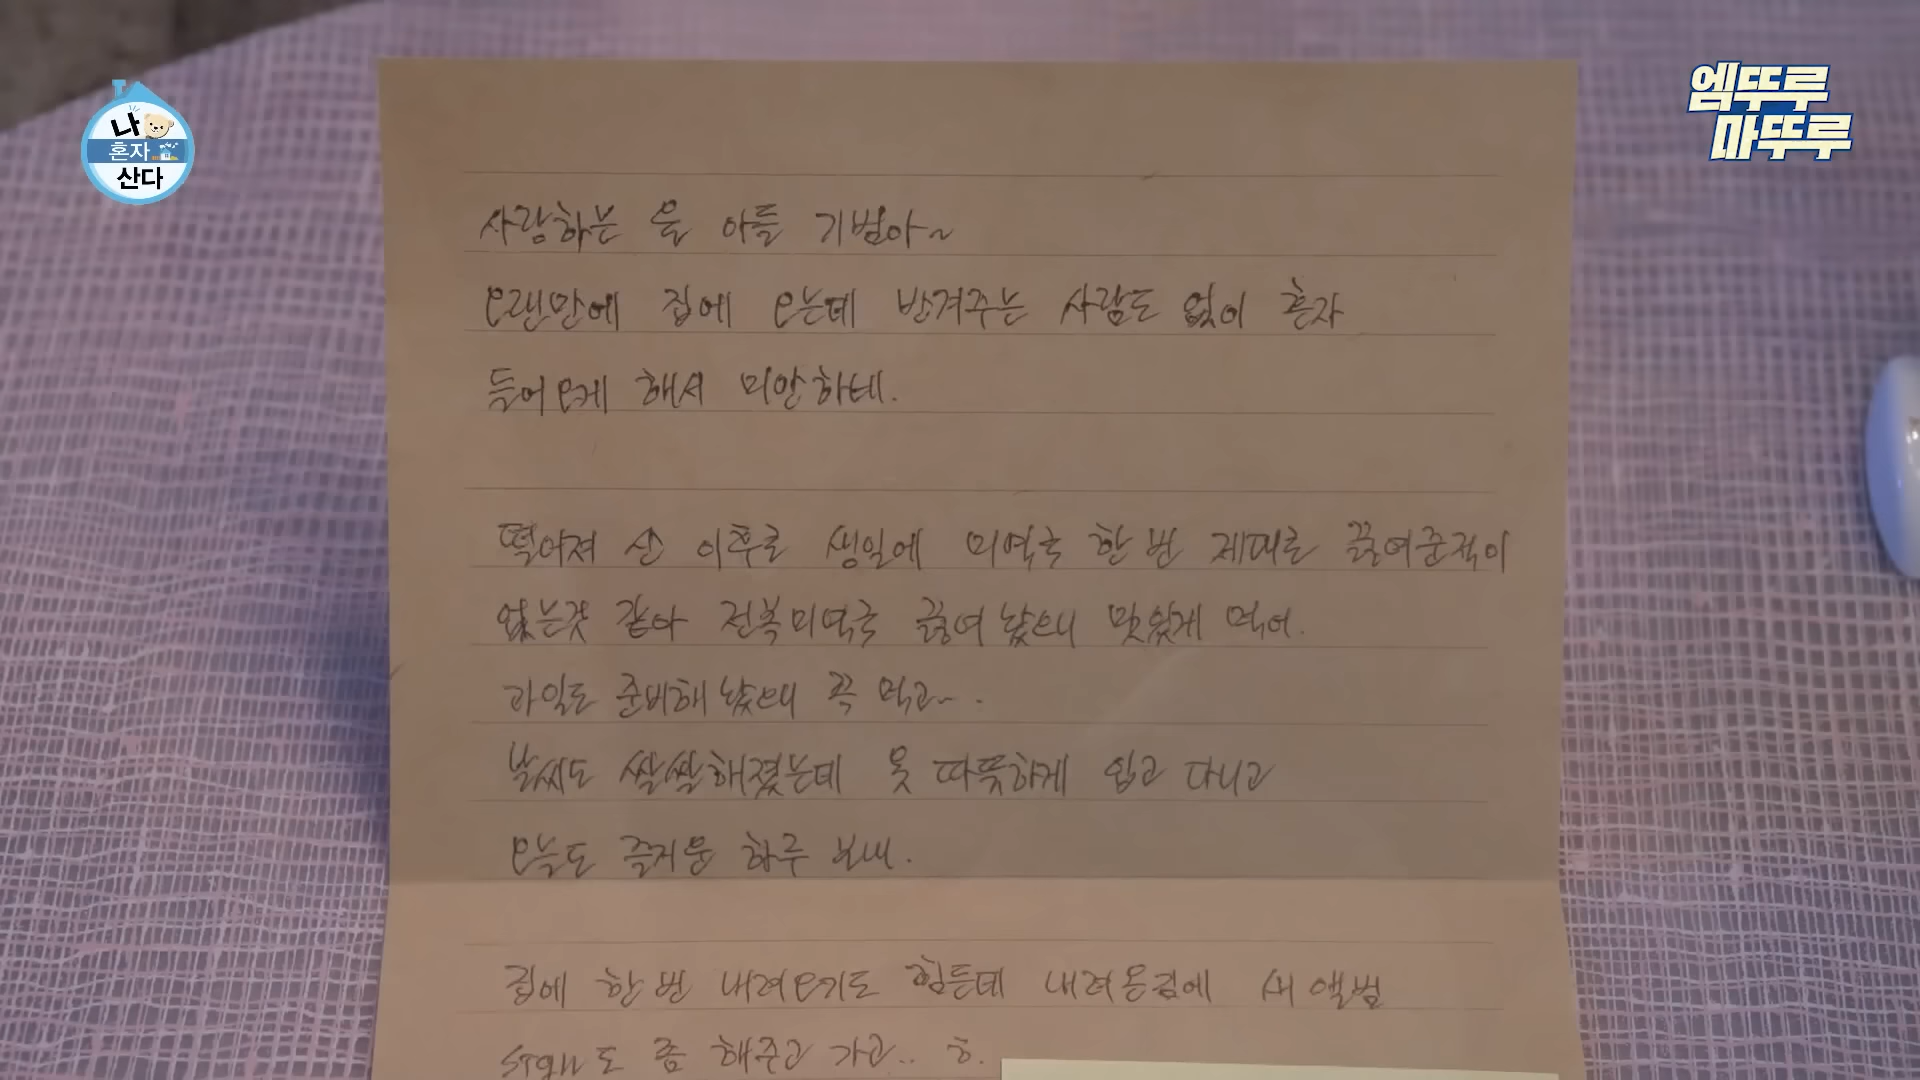 나
혼자
산다
엠뚜루
마뚜루
사랑하는 울 아들 기범아~
오랜만에 집에 오는데 반겨주는 사람도 없이 혼자
들어오게 해서 미안하네.
떨어져 산 이후로 생일에 미역국 한 번 제대로 끓여준적이
없는것 같아 전복미역국 끓여 놨으니 맛있게 먹어.
과일도 준비해 놨으니 꼭 먹고~.
날씨도 쌀쌀해졌는데 옷 따뜻하게 입고 다니고
오늘도 즐거운 하루 보내.
집에 한 번 내려오기도 힘든데 내려온김에 새 앨범
sign도 좀 해주고 가고.. ㅎ.